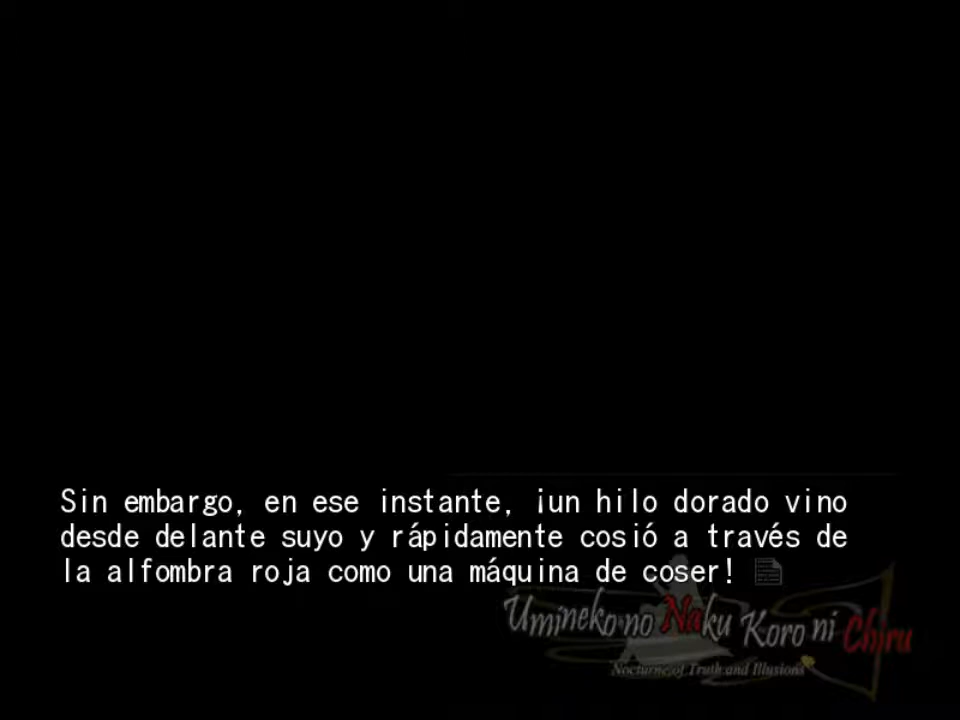 Sin embargo, en ese instante, ¡un hilo dorado vino
desde delante suyo y rápidamente cosió a través de
la alfombra roja como una máquina de coser!
Umineko no Naku Koro ni Chiru
Nocturne of Truth and Illusions